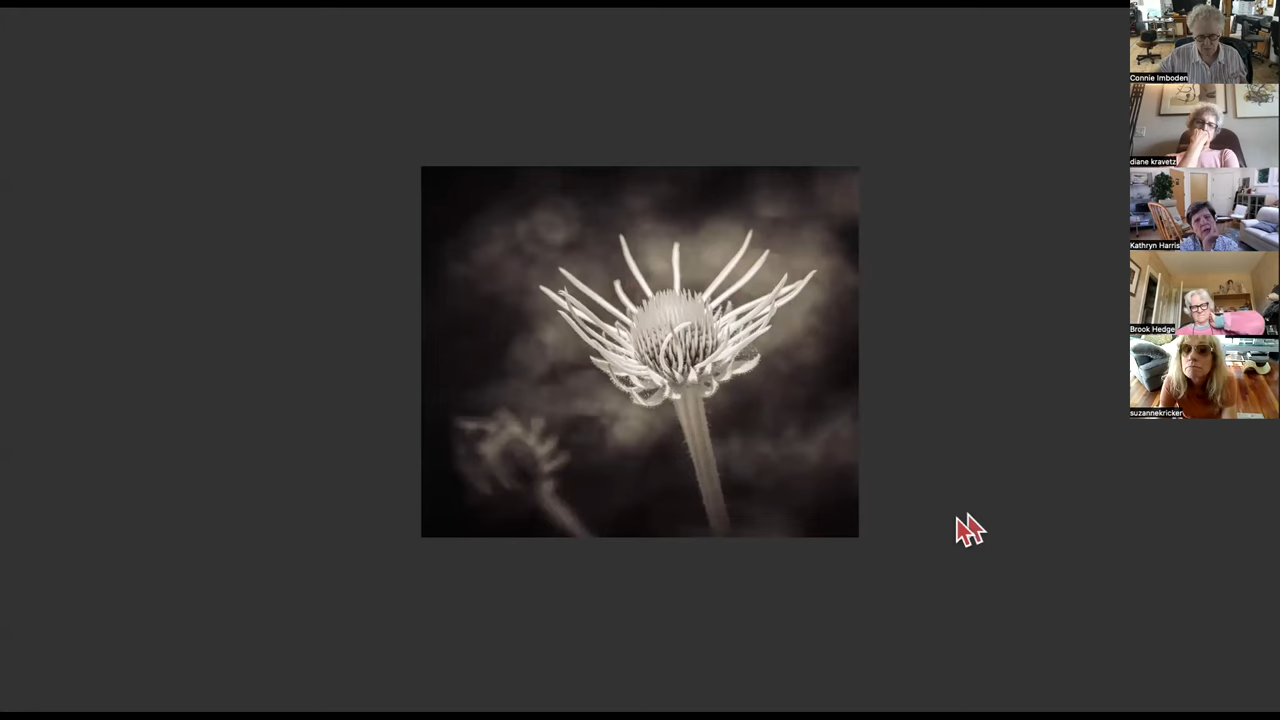 Connie Imboden
diane kravetz
Kathryn Harris
Brook Hedge
suzannekricker